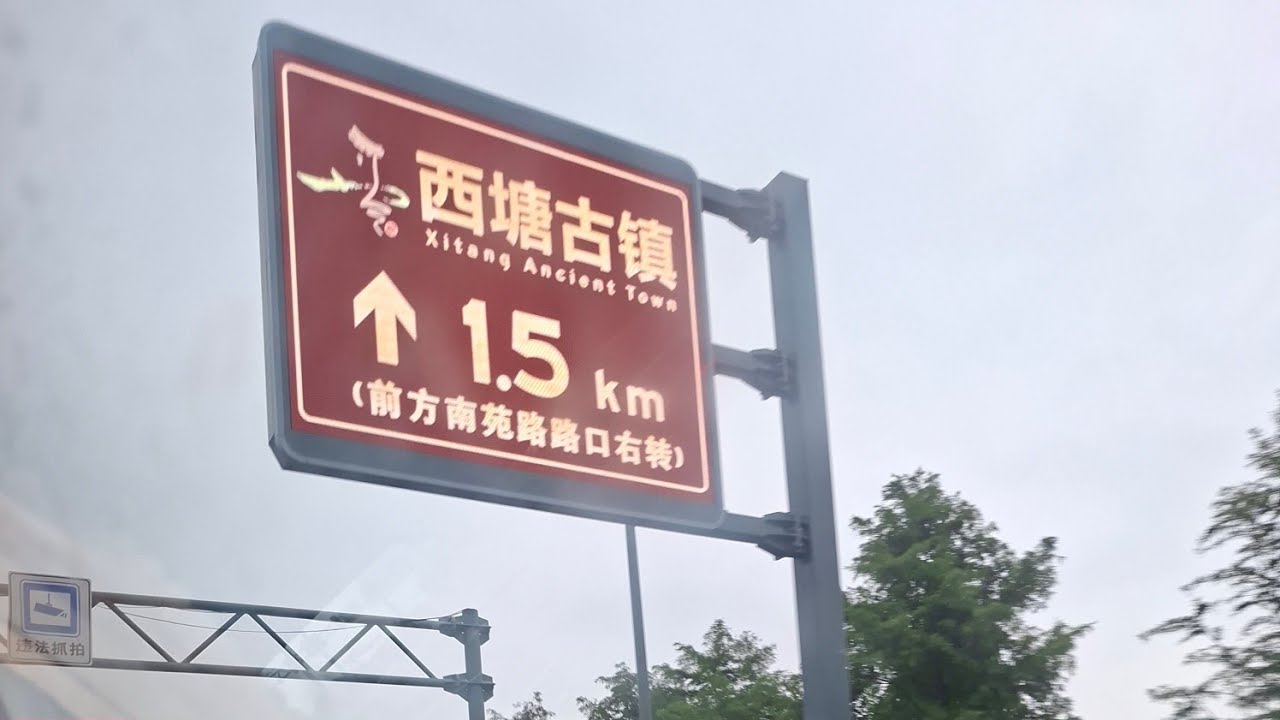 西塘古镇
Xitang Ancient Town
1.5 km
(前方南苑路路口右转)
违法抓拍